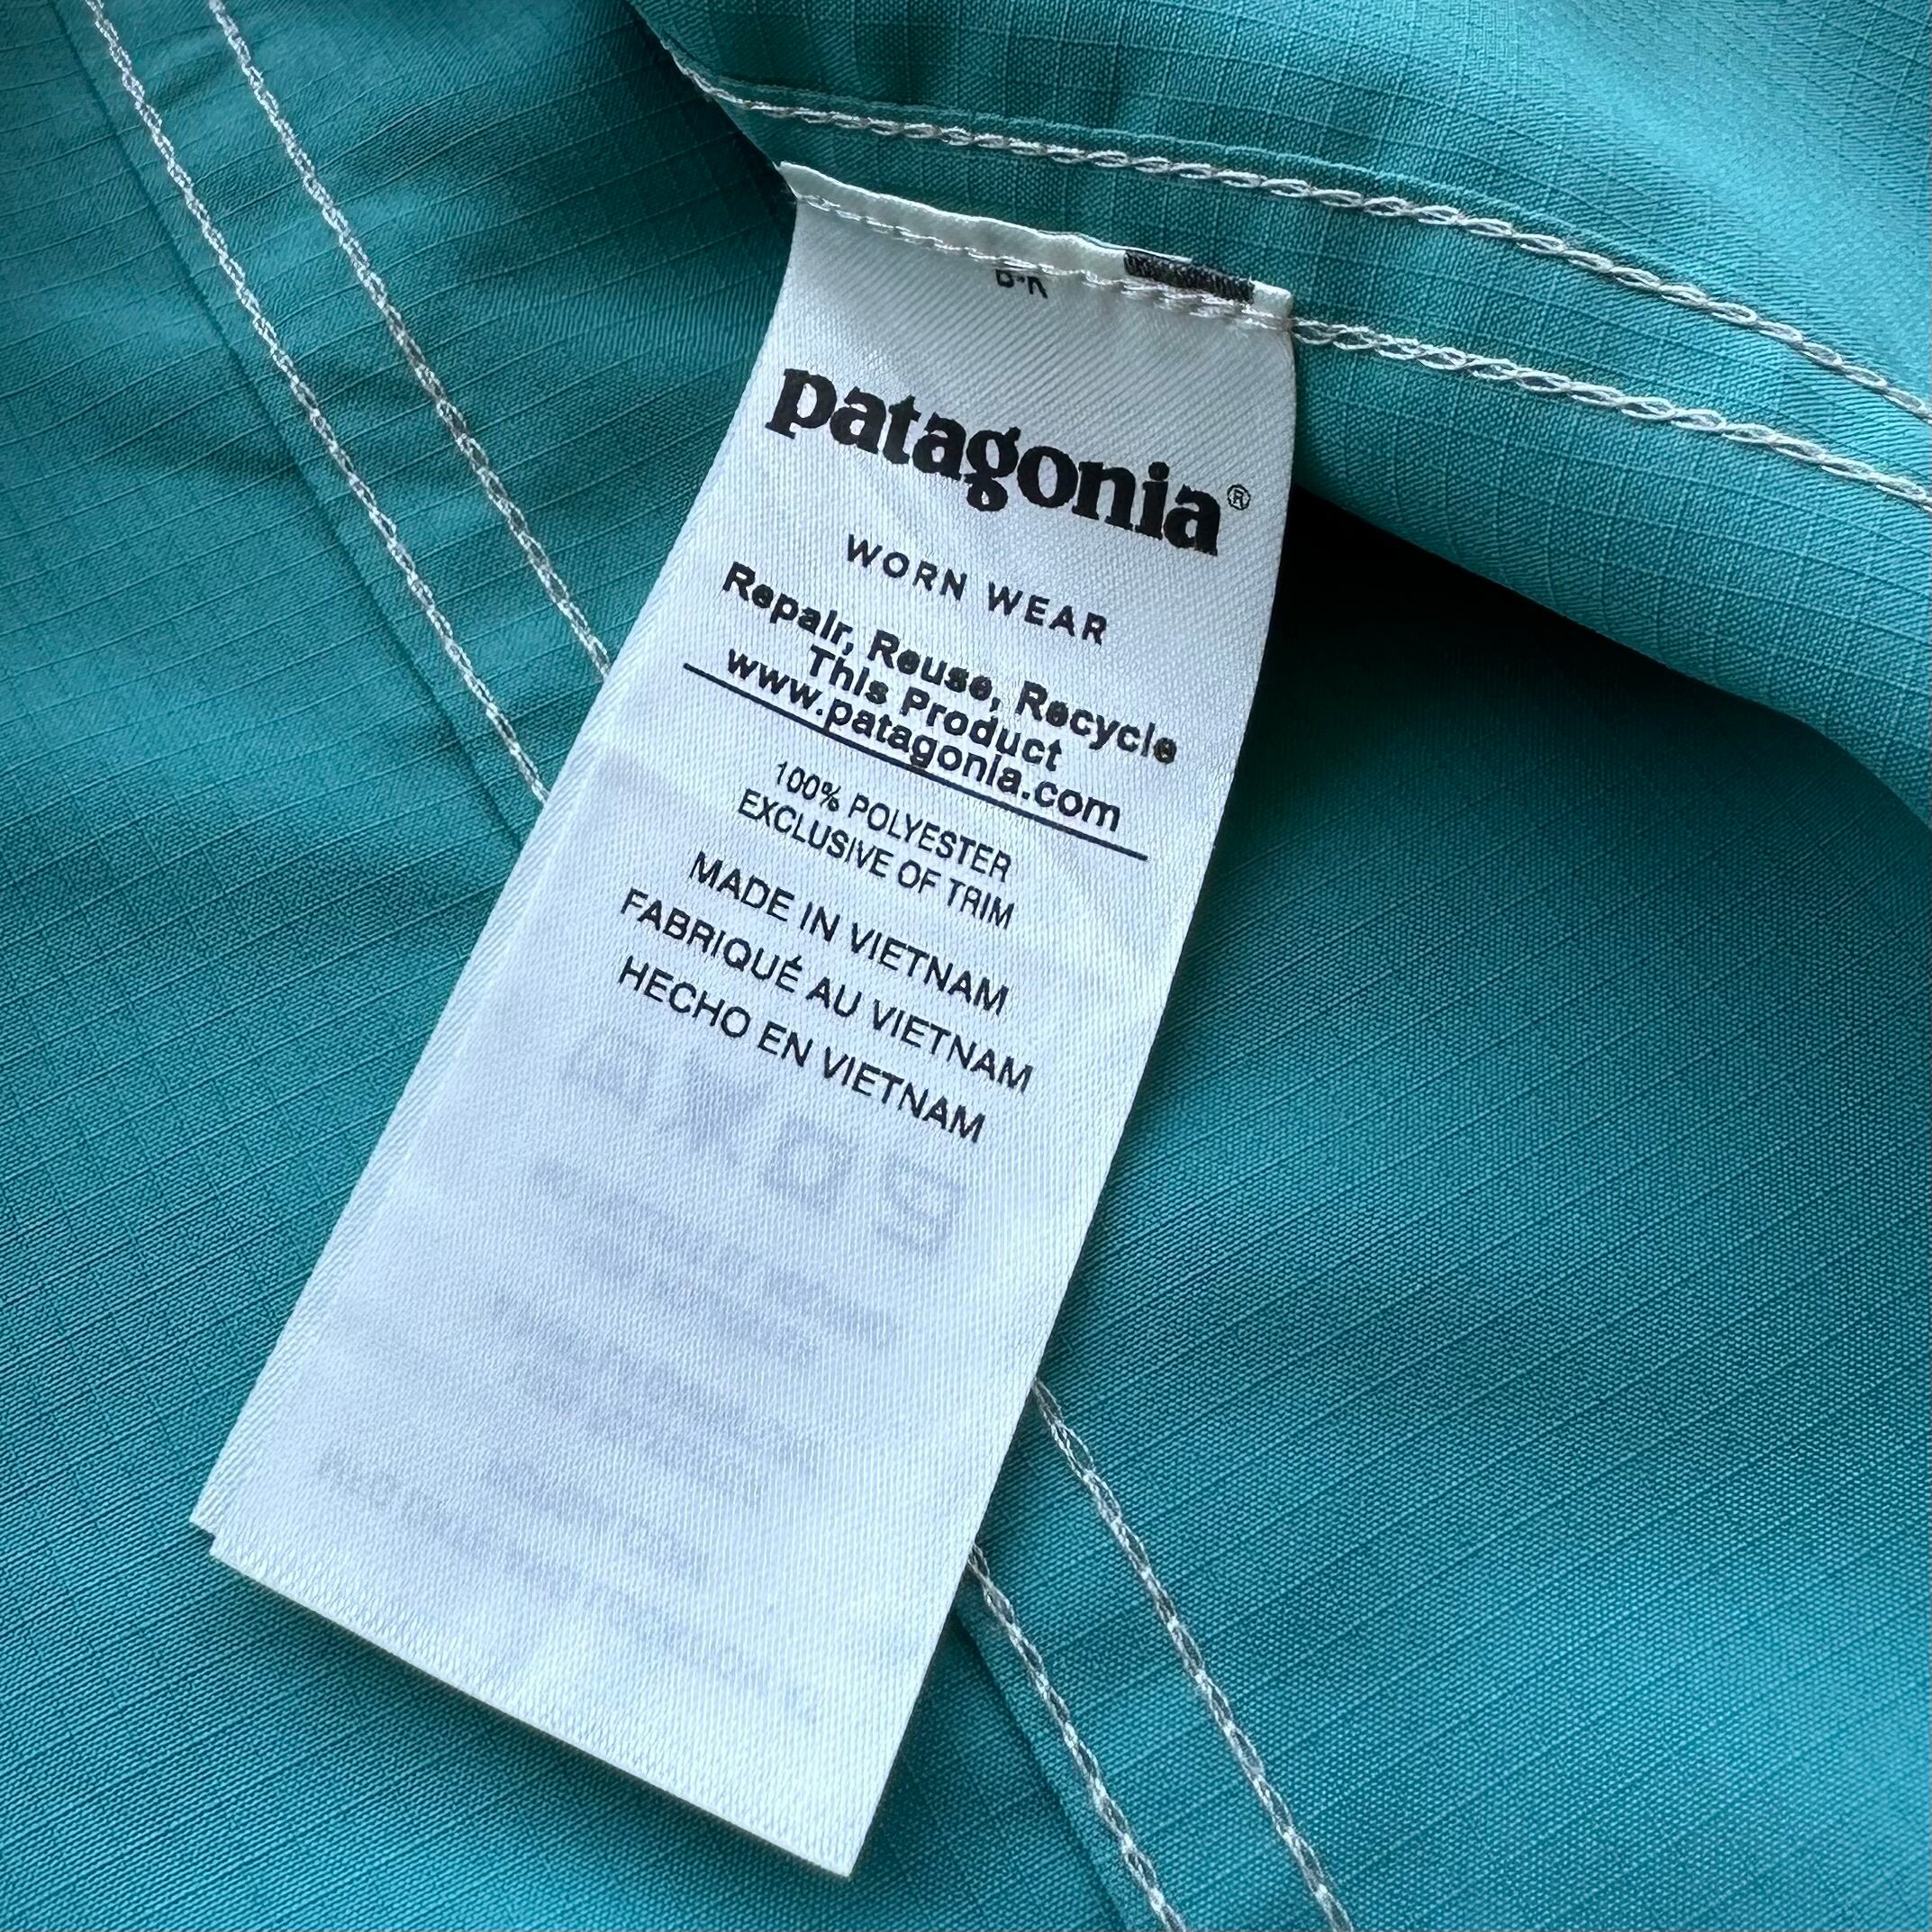 patagonia®
WORN WEAR
Repair, Reuse, Recycle
This Product
www.patagonia.com
100% POLYESTER
EXCLUSIVE OF TRIM
MADE IN VIETNAM
FABRIQUÉ AU VIETNAM
HECHO EN VIETNAM